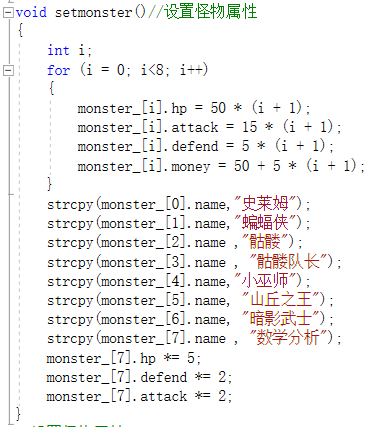 void setmonster()//设置怪物属性
{
    int i;
    for (i = 0; i<8; i++)
    {
        monster_[i].hp = 50 * (i + 1);
        monster_[i].attack = 15 * (i + 1);
        monster_[i].defend = 5 * (i + 1);
        monster_[i].money = 50 + 5 * (i + 1);
    }
    strcpy(monster_[0].name,"史莱姆");
    strcpy(monster_[1].name,"蝙蝠侠");
    strcpy(monster_[2].name ,"骷髅");
    strcpy(monster_[3].name , "骷髅队长");
    strcpy(monster_[4].name,"小巫师");
    strcpy(monster_[5].name, "山丘之王");
    strcpy(monster_[6].name, "暗影武士");
    strcpy(monster_[7].name , "数学分析");
    monster_[7].hp *= 5;
    monster_[7].defend *= 2;
    monster_[7].attack *= 2;
}